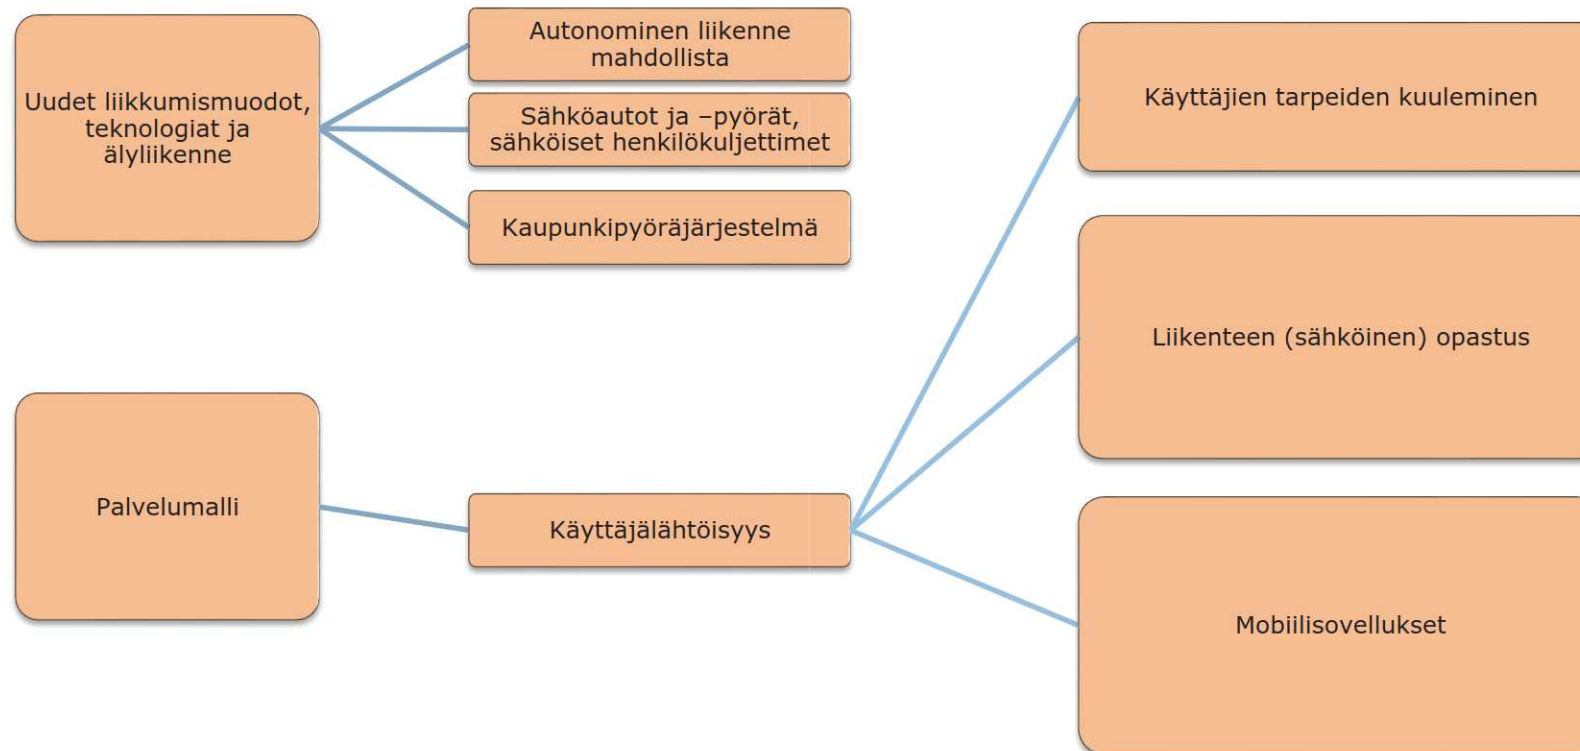 Uudet liikkumismuodot,
teknologiat ja
älyliikenne
Autonominen liikenne
mahdollista
Sähköautot ja –pyörät,
sähköiset henkilökuljettimet
Kaupunkipyöräjärjestelmä
Palvelumalli
Käyttäjälähtöisyys
Käyttäjien tarpeiden kuuleminen
Liikenteen (sähköinen) opastus
Mobiilisovellukset